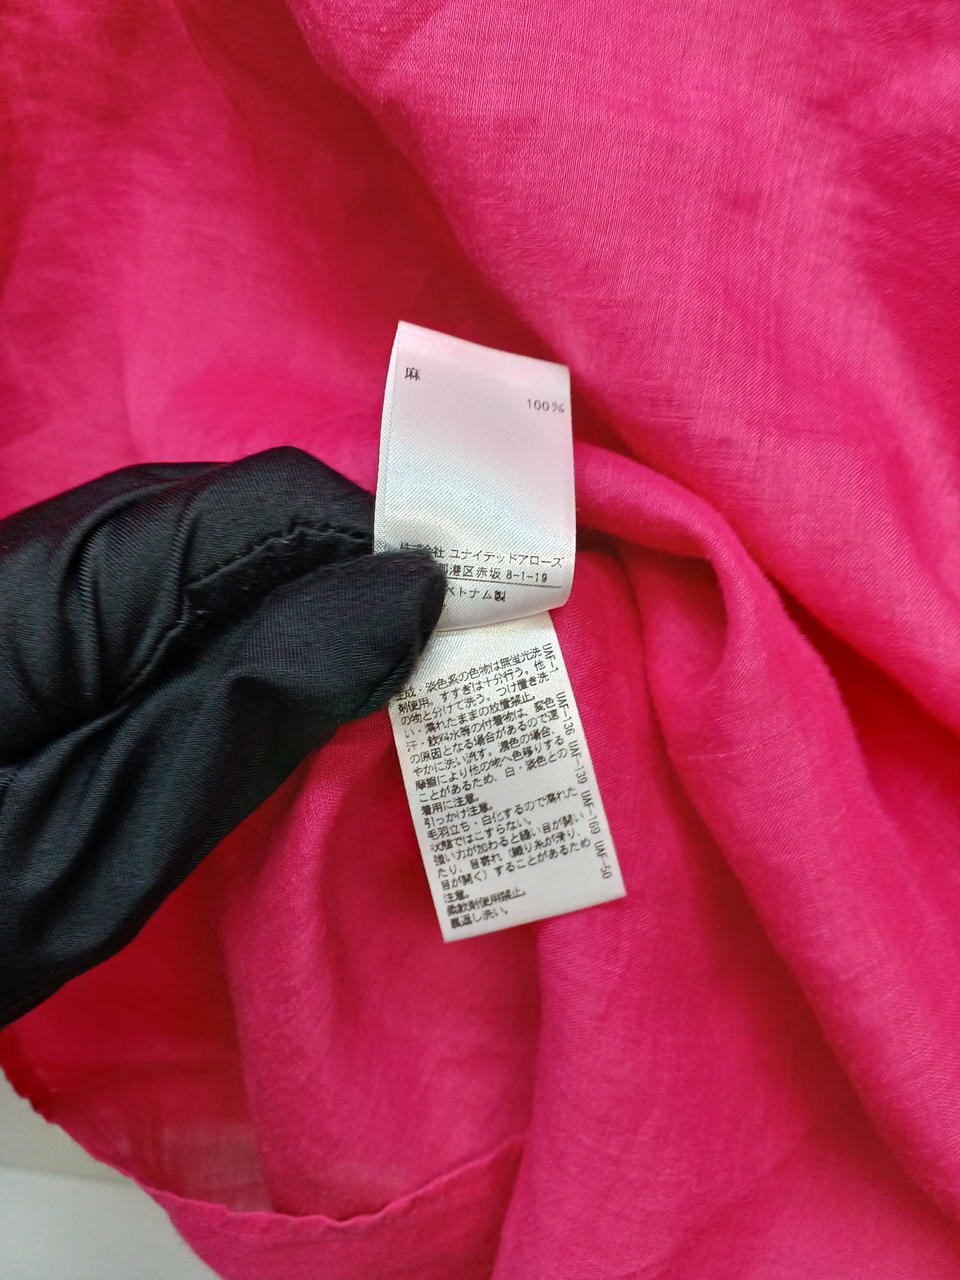 麻
100%
株式会社 ユナイテッドアローズ
都港区赤坂 8-1-19
ベトナム製
生成・淡色系の色物は無蛍光洗
剤使用。すすぎは十分行う。他
の物と分けて洗う。つけ置き洗
い・濡れたままの放置禁止。
汗・飲料水等の付着物は、変色
の原因となる場合があるので速
やかに洗い流す。濃色の場合、
摩擦により他の物へ色移りする
ことがあるため、白・淡色との
着用に注意。
引っかけ注意。
毛羽立ち・白化するので濡れた
状態ではこすらない。
強い力が加わると縫い目が開い
たり、目寄れ（織り糸が滑り、
目が開く）することがあるため
注意。
柔軟剤使用禁止。
裏返し洗い。
UAF-1 UAF-136 UAF-139 UAF-169 UAF-50